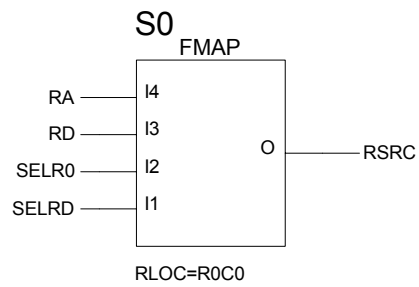 S0
FMAP
RA I4
RD I3
O RSRC
SELR0 I2
SELRD I1
RLOC=R0C0